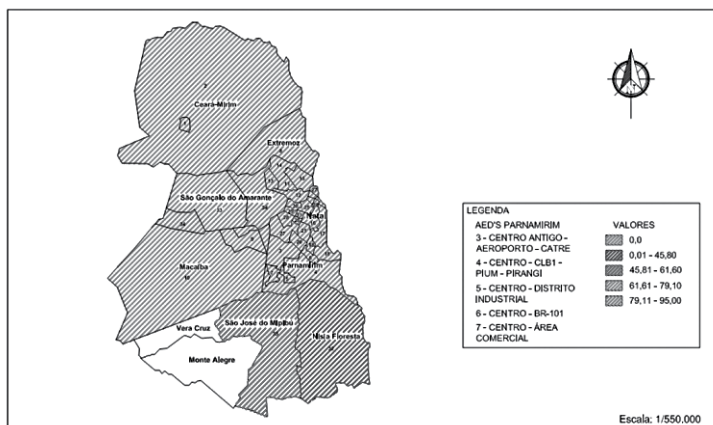 Ceará-Mirim
Extremoz
São Gonçalo do Amarante
Natal
Macaíba
Parnamirim
Vera Cruz
São José do Mipibú
Nísia Floresta
Monte Alegre
LEGENDA
AED'S PARNAMIRIM
3 - CENTRO ANTIGO -
AEROPORTO - CATRE
4 - CENTRO - CLB1 -
PIUM - PIRANGI
5 - CENTRO - DISTRITO
INDUSTRIAL
6 - CENTRO - BR-101
7 - CENTRO - ÁREA
COMERCIAL
VALORES
0,0
0,01 - 45,80
45,81 - 61,60
61,61 - 79,10
79,11 - 95,00
Escala: 1/550.000